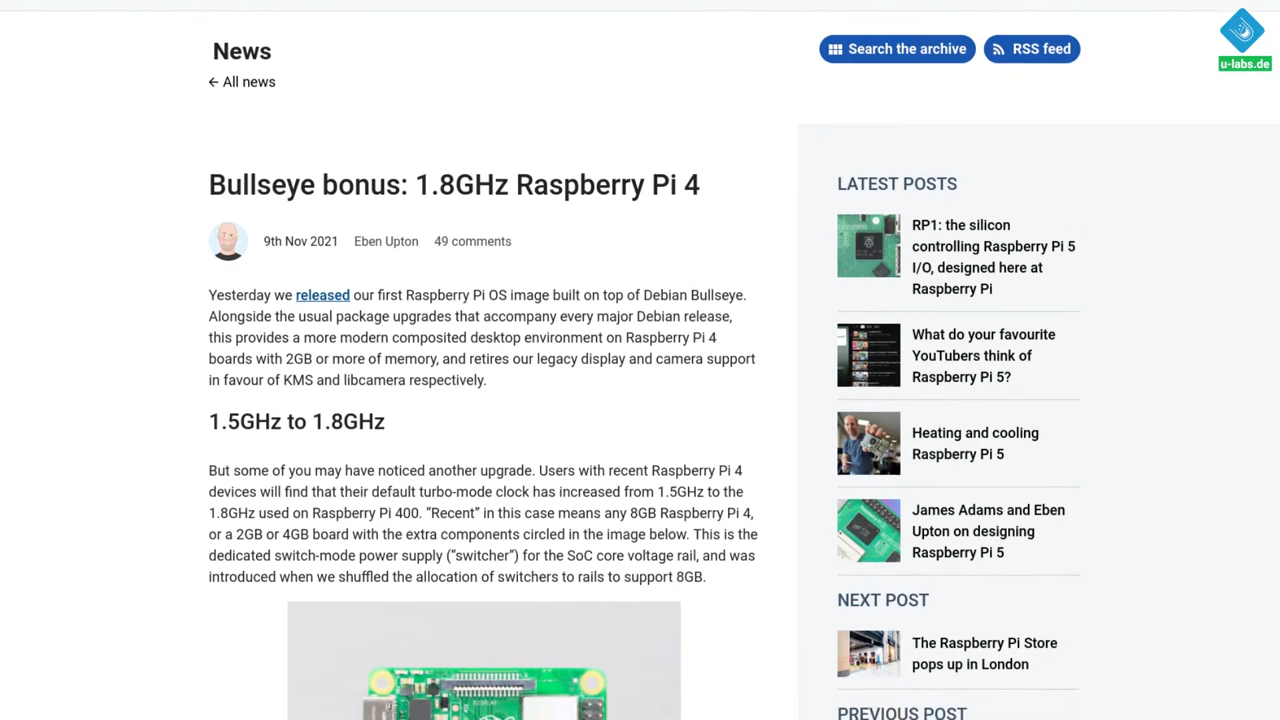 News
Search the archive
RSS feed
u-labs.de
← All news
Bullseye bonus: 1.8GHz Raspberry Pi 4
9th Nov 2021 Eben Upton 49 comments
Yesterday we released our first Raspberry Pi OS image built on top of Debian Bullseye.
Alongside the usual package upgrades that accompany every major Debian release,
this provides a more modern composited desktop environment on Raspberry Pi 4
boards with 2GB or more of memory, and retires our legacy display and camera support
in favour of KMS and libcamera respectively.
1.5GHz to 1.8GHz
But some of you may have noticed another upgrade. Users with recent Raspberry Pi 4
devices will find that their default turbo-mode clock has increased from 1.5GHz to the
1.8GHz used on Raspberry Pi 400. “Recent” in this case means any 8GB Raspberry Pi 4,
or a 2GB or 4GB board with the extra components circled in the image below. This is the
dedicated switch-mode power supply (“switcher”) for the SoC core voltage rail, and was
introduced when we shuffled the allocation of switchers to rails to support 8GB.
DISPLAY
LATEST POSTS
RP1: the silicon
controlling Raspberry Pi 5
I/O, designed here at
Raspberry Pi
What do your favourite
YouTubers think of
Raspberry Pi 5?
Heating and cooling
Raspberry Pi 5
James Adams and Eben
Upton on designing
Raspberry Pi 5
NEXT POST
The Raspberry Pi Store
pops up in London
PREVIOUS POST